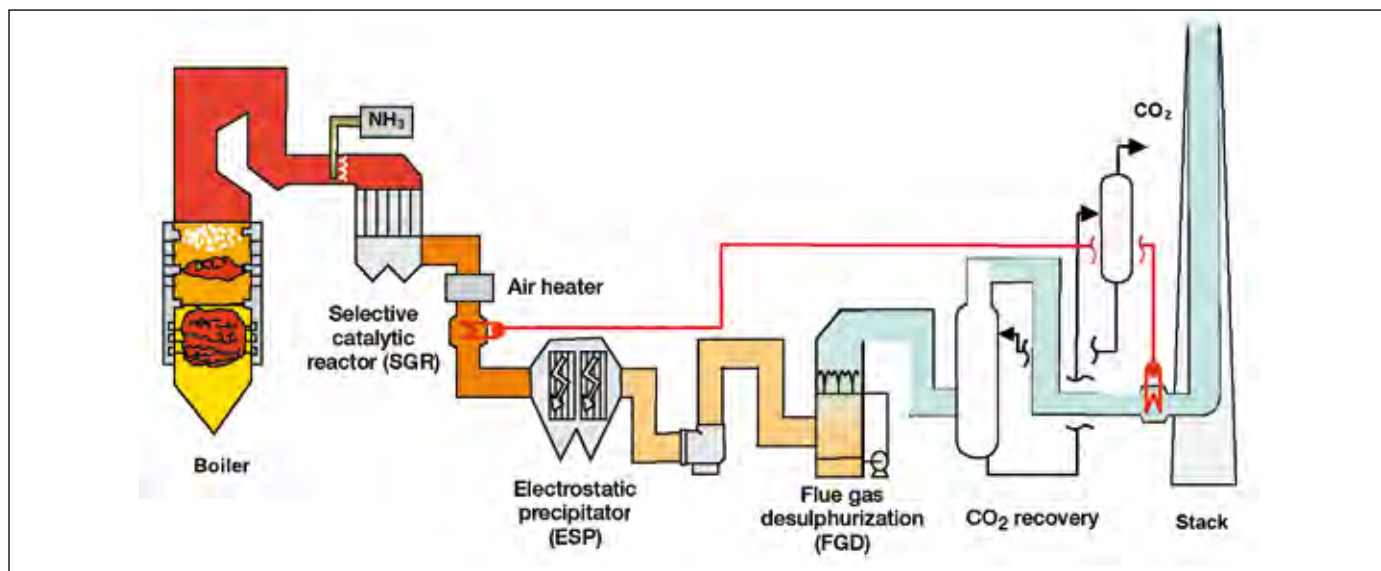 NH₃
CO₂
Air heater
Selective
catalytic
reactor (SGR)
Boiler
Electrostatic
precipitator
(ESP)
Flue gas
desulphurization
(FGD)
CO₂ recovery
Stack